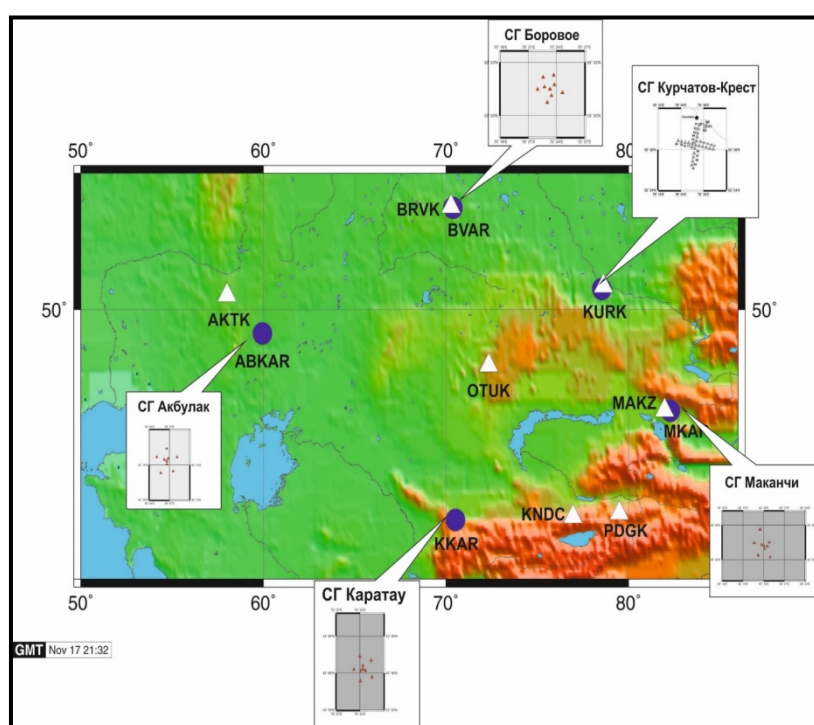 СГ Боровое
СГ Курчатов-Крест
50˚
60˚
70˚
80˚
BRVK
BVAR
50˚
50˚
AKTK
KURK
ABKAR
OTUK
СГ Акбулак
MAKZ
MKAR
СГ Маканчи
KNDC
PDGK
KKAR
50˚
60˚
70˚
80˚
СГ Каратау
GMT Nov 17 21:32